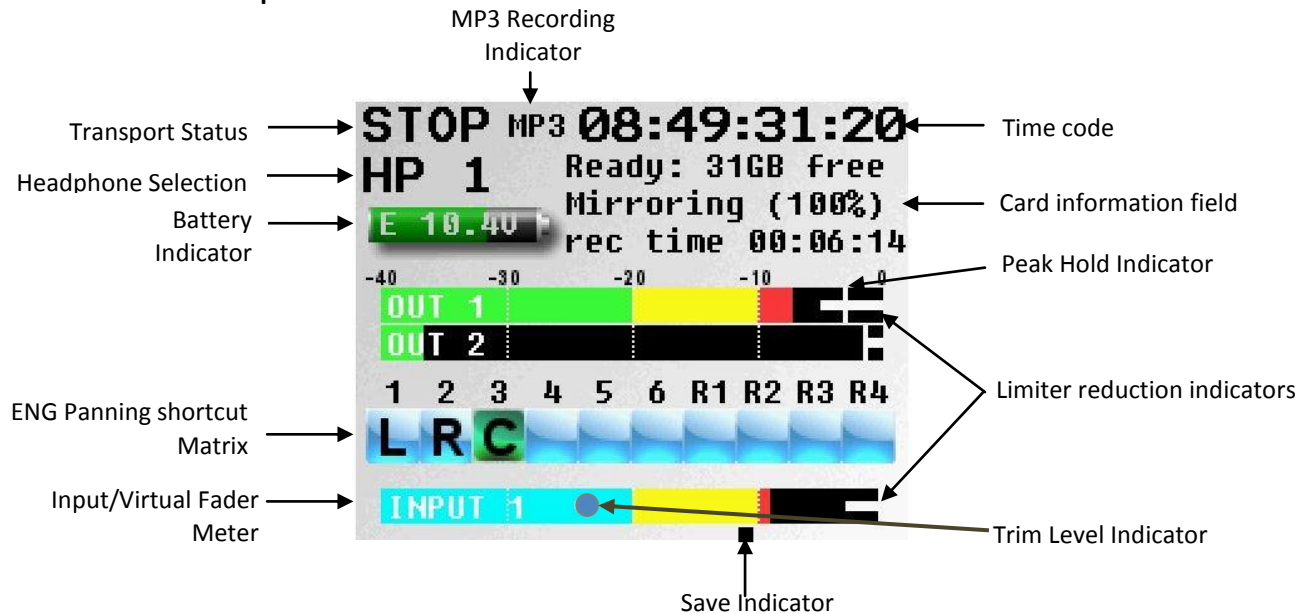 MP3 Recording
Indicator
Transport Status
STOP MP3 08:49:31:20
Time code
Headphone Selection
HP 1
Ready: 31GB free
Battery
Indicator
E 10.4V
Mirroring (100%)
Card information field
rec time 00:06:14
Peak Hold Indicator
-40 -30 -20 -10 0
OUT 1
OUT 2
Limiter reduction indicators
1 2 3 4 5 6 R1 R2 R3 R4
ENG Panning shortcut
Matrix
L R C
Input/Virtual Fader
Meter
INPUT 1
Trim Level Indicator
Save Indicator